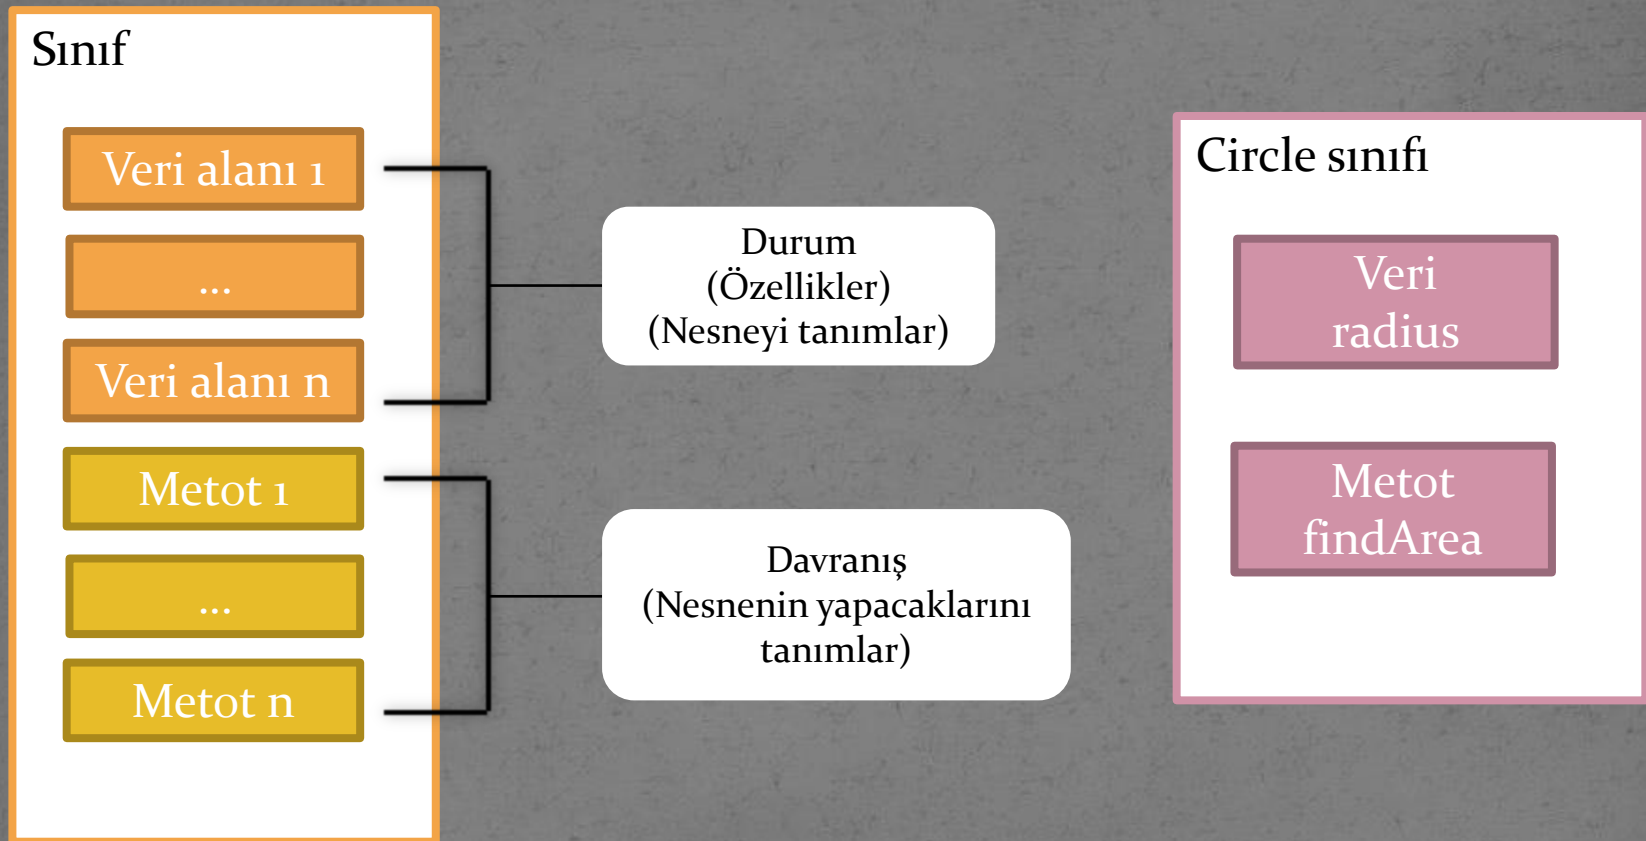 Sınıf
Veri alanı 1
...
Veri alanı n
Metot 1
...
Metot n
Durum
(Özellikler)
(Nesneyi tanımlar)
Davranış
(Nesnenin yapacaklarını
tanımlar)
Circle sınıfı
Veri
radius
Metot
findArea